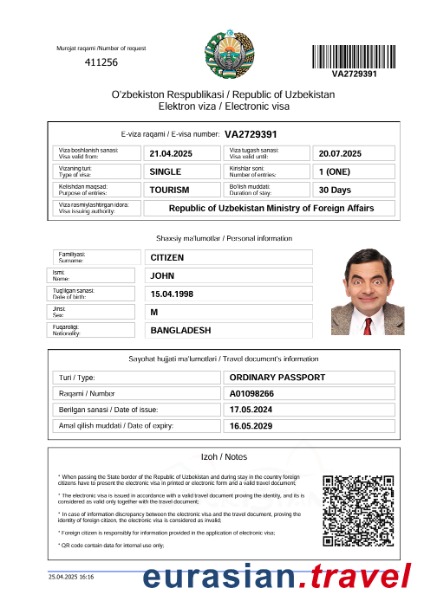 Murojat raqami /Number of request
411256
VA2729391
O'zbekiston Respublikasi / Republic of Uzbekistan
Elektron viza / Electronic visa
E-viza raqami / E-visa number: VA2729391
Viza boshlanish sanasi:
Visa valid from:
21.04.2025
Viza tugash sanasi:
Visa valid until:
20.07.2025
Vizaning turi:
Type of visa:
SINGLE
Kirishlar soni:
Number of entries:
1 (ONE)
Kelishdan maqsad:
Purpose of entries:
TOURISM
Bo'lish muddati:
Duration of stay:
30 Days
Viza rasmiylashtirgan idora:
Visa issuing authority:
Republic of Uzbekistan Ministry of Foreign Affairs
Shaxsiy ma'lumotlar / Personal information
Familiyasi:
Surname:
CITIZEN
Ismi:
Name:
JOHN
Tug'ilgan sanasi:
Date of birth:
15.04.1998
Jinsi:
Sex:
M
Fuqaroligi:
Nationality:
BANGLADESH
Sayohat hujjati ma'lumotlari / Travel document's information
Turi / Type:
ORDINARY PASSPORT
Raqami / Number
A01098266
Berilgan sanasi / Date of issue:
17.05.2024
Amal qilish muddati / Date of expiry:
16.05.2029
Izoh / Notes
* When passing the State border of the Republic of Uzbekistan and during stay in the country foreign
citizens have to present the electronic visa in printed or electronic form and a valid travel document;
* The electronic visa is issued in accordance with a valid travel document proving the identity, and its is
considered as valid only together with the travel document;
* In case of information discrepancy between the electronic visa and the travel document, proving the
identity of foreign citizen, the electronic visa is considered as invalid;
* Foreign citizen is responsible for information provided in the application of electronic visa;
* QR code contain data for internal use only;
25.04.2025 16:16
eurasian.travel